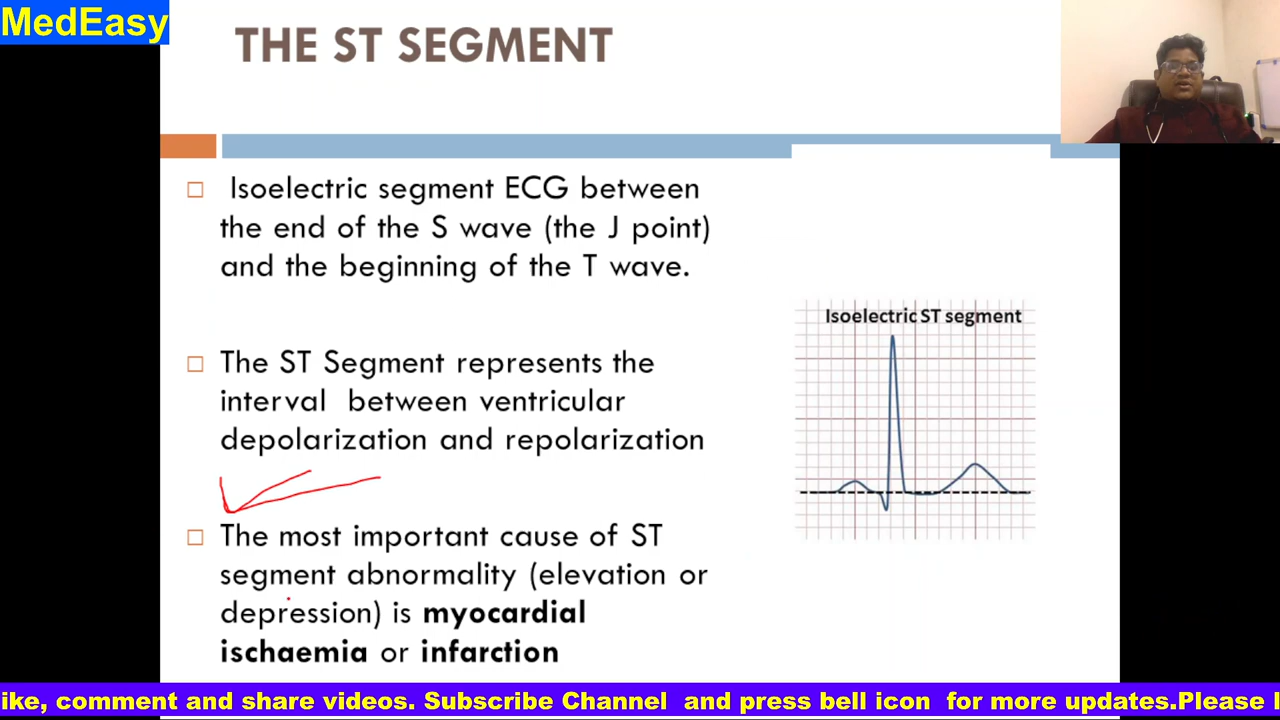 MedEasy
THE ST SEGMENT
Isoelectric segment ECG between
the end of the S wave (the J point)
and the beginning of the T wave.
The ST Segment represents the
interval between ventricular
depolarization and repolarization
The most important cause of ST
segment abnormality (elevation or
depression) is myocardial
ischaemia or infarction
Isoelectric ST segment
ike, comment and share videos. Subscribe Channel and press bell icon for more updates.Please